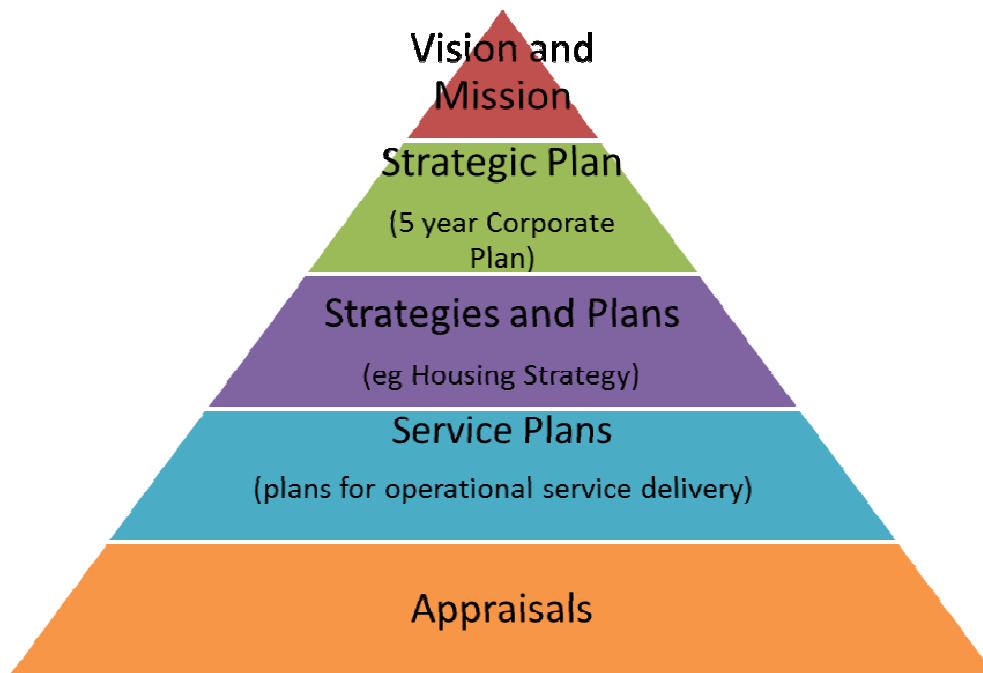 Vision and
Mission
Strategic Plan
(5 year Corporate
Plan)
Strategies and Plans
(eg Housing Strategy)
Service Plans
(plans for operational service delivery)
Appraisals